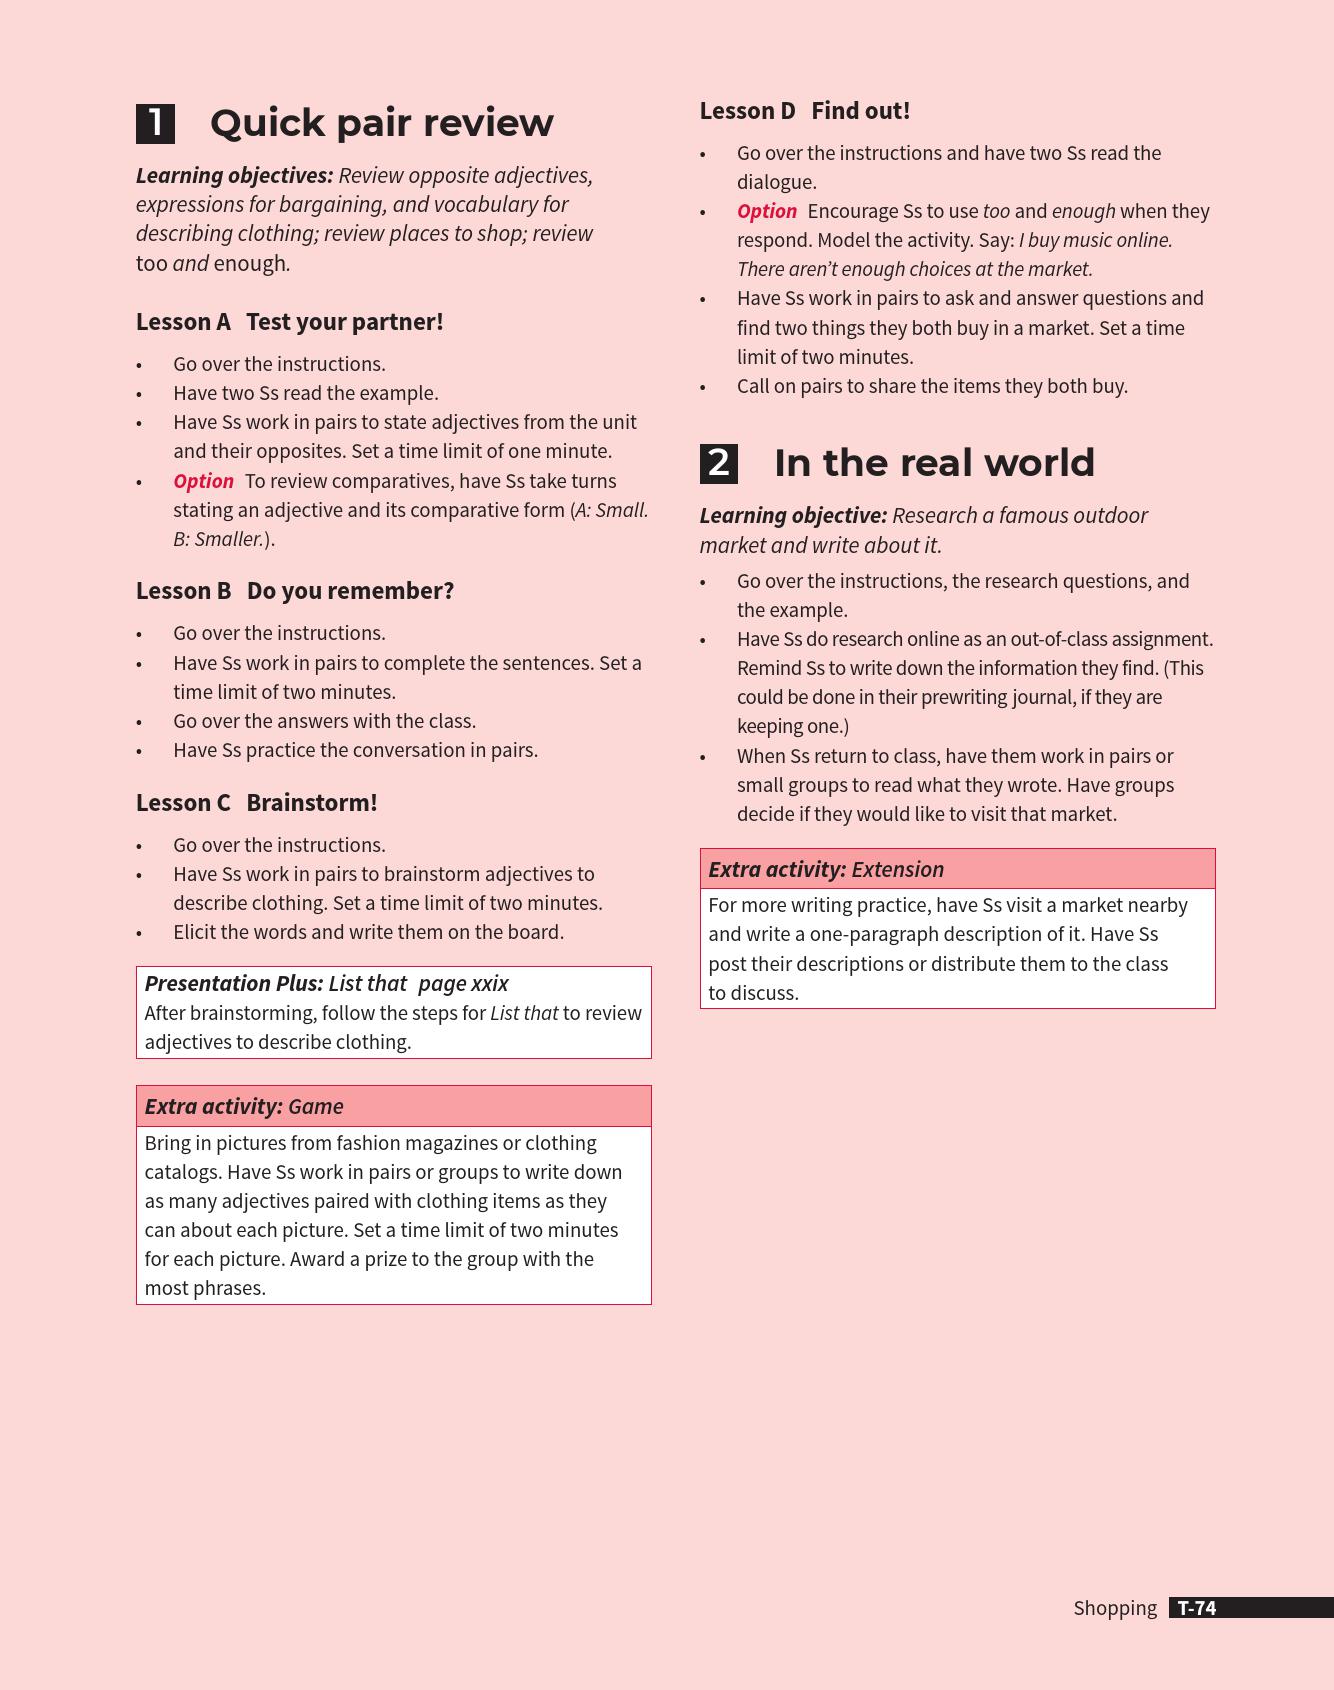 1 Quick pair review
Learning objectives: Review opposite adjectives,
expressions for bargaining, and vocabulary for
describing clothing; review places to shop; review
too and enough.
Lesson A Test your partner!
• Go over the instructions.
• Have two Ss read the example.
• Have Ss work in pairs to state adjectives from the unit
and their opposites. Set a time limit of one minute.
• Option To review comparatives, have Ss take turns
stating an adjective and its comparative form (A: Small.
B: Smaller.).
Lesson B Do you remember?
• Go over the instructions.
• Have Ss work in pairs to complete the sentences. Set a
time limit of two minutes.
• Go over the answers with the class.
• Have Ss practice the conversation in pairs.
Lesson C Brainstorm!
• Go over the instructions.
• Have Ss work in pairs to brainstorm adjectives to
describe clothing. Set a time limit of two minutes.
• Elicit the words and write them on the board.
Presentation Plus: List that page xxix
After brainstorming, follow the steps for List that to review
adjectives to describe clothing.
Extra activity: Game
Bring in pictures from fashion magazines or clothing
catalogs. Have Ss work in pairs or groups to write down
as many adjectives paired with clothing items as they
can about each picture. Set a time limit of two minutes
for each picture. Award a prize to the group with the
most phrases.
Lesson D Find out!
• Go over the instructions and have two Ss read the
dialogue.
• Option Encourage Ss to use too and enough when they
respond. Model the activity. Say: I buy music online.
There aren't enough choices at the market.
• Have Ss work in pairs to ask and answer questions and
find two things they both buy in a market. Set a time
limit of two minutes.
• Call on pairs to share the items they both buy.
2 In the real world
Learning objective: Research a famous outdoor
market and write about it.
• Go over the instructions, the research questions, and
the example.
• Have Ss do research online as an out-of-class assignment.
Remind Ss to write down the information they find. (This
could be done in their prewriting journal, if they are
keeping one.)
• When Ss return to class, have them work in pairs or
small groups to read what they wrote. Have groups
decide if they would like to visit that market.
Extra activity: Extension
For more writing practice, have Ss visit a market nearby
and write a one-paragraph description of it. Have Ss
post their descriptions or distribute them to the class
to discuss.
Shopping T-74